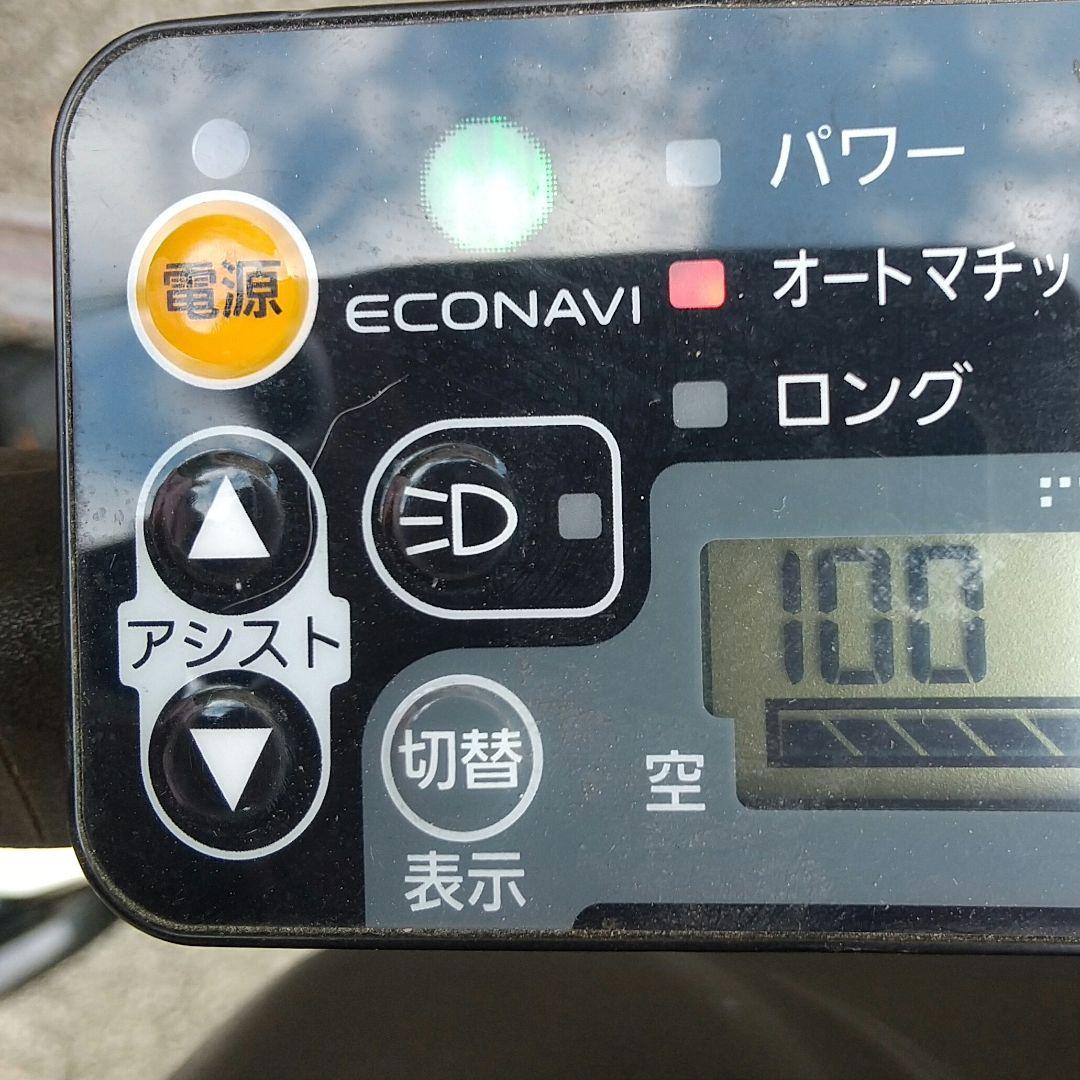 電源
ECONAVI
パワー
オートマチッ
ロング
アシスト
100
切替
表示
空